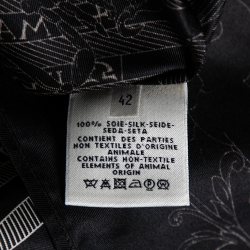 42
100% SOIE-SILK-SEIDE-
SEDA-SETA
CONTIENT DES PARTIES
NON TEXTILES D'ORIGINE
ANIMALE
CONTAINS NON-TEXTILE
ELEMENTS OF ANIMAL
ORIGIN